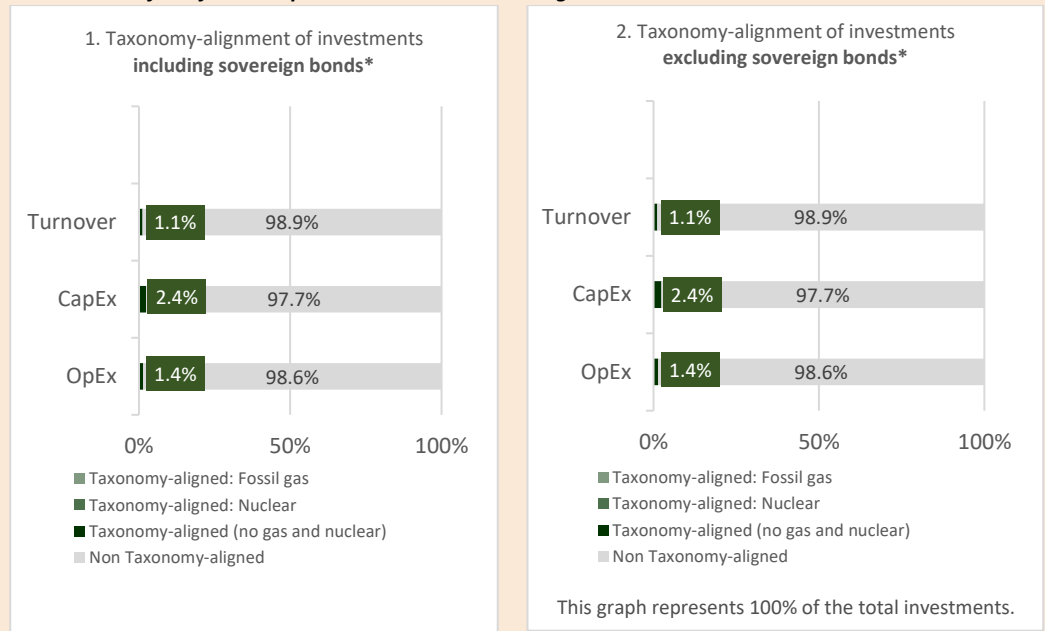 1. Taxonomy-alignment of investments
including sovereign bonds*
Turnover
1.1%
98.9%
CapEx
2.4%
97.7%
OpEx
1.4%
98.6%
0%
50%
100%
Taxonomy-aligned: Fossil gas
Taxonomy-aligned: Nuclear
Taxonomy-aligned (no gas and nuclear)
Non Taxonomy-aligned
2. Taxonomy-alignment of investments
excluding sovereign bonds*
Turnover
1.1%
98.9%
CapEx
2.4%
97.7%
OpEx
1.4%
98.6%
0%
50%
100%
Taxonomy-aligned: Fossil gas
Taxonomy-aligned: Nuclear
Taxonomy-aligned (no gas and nuclear)
Non Taxonomy-aligned
This graph represents 100% of the total investments.